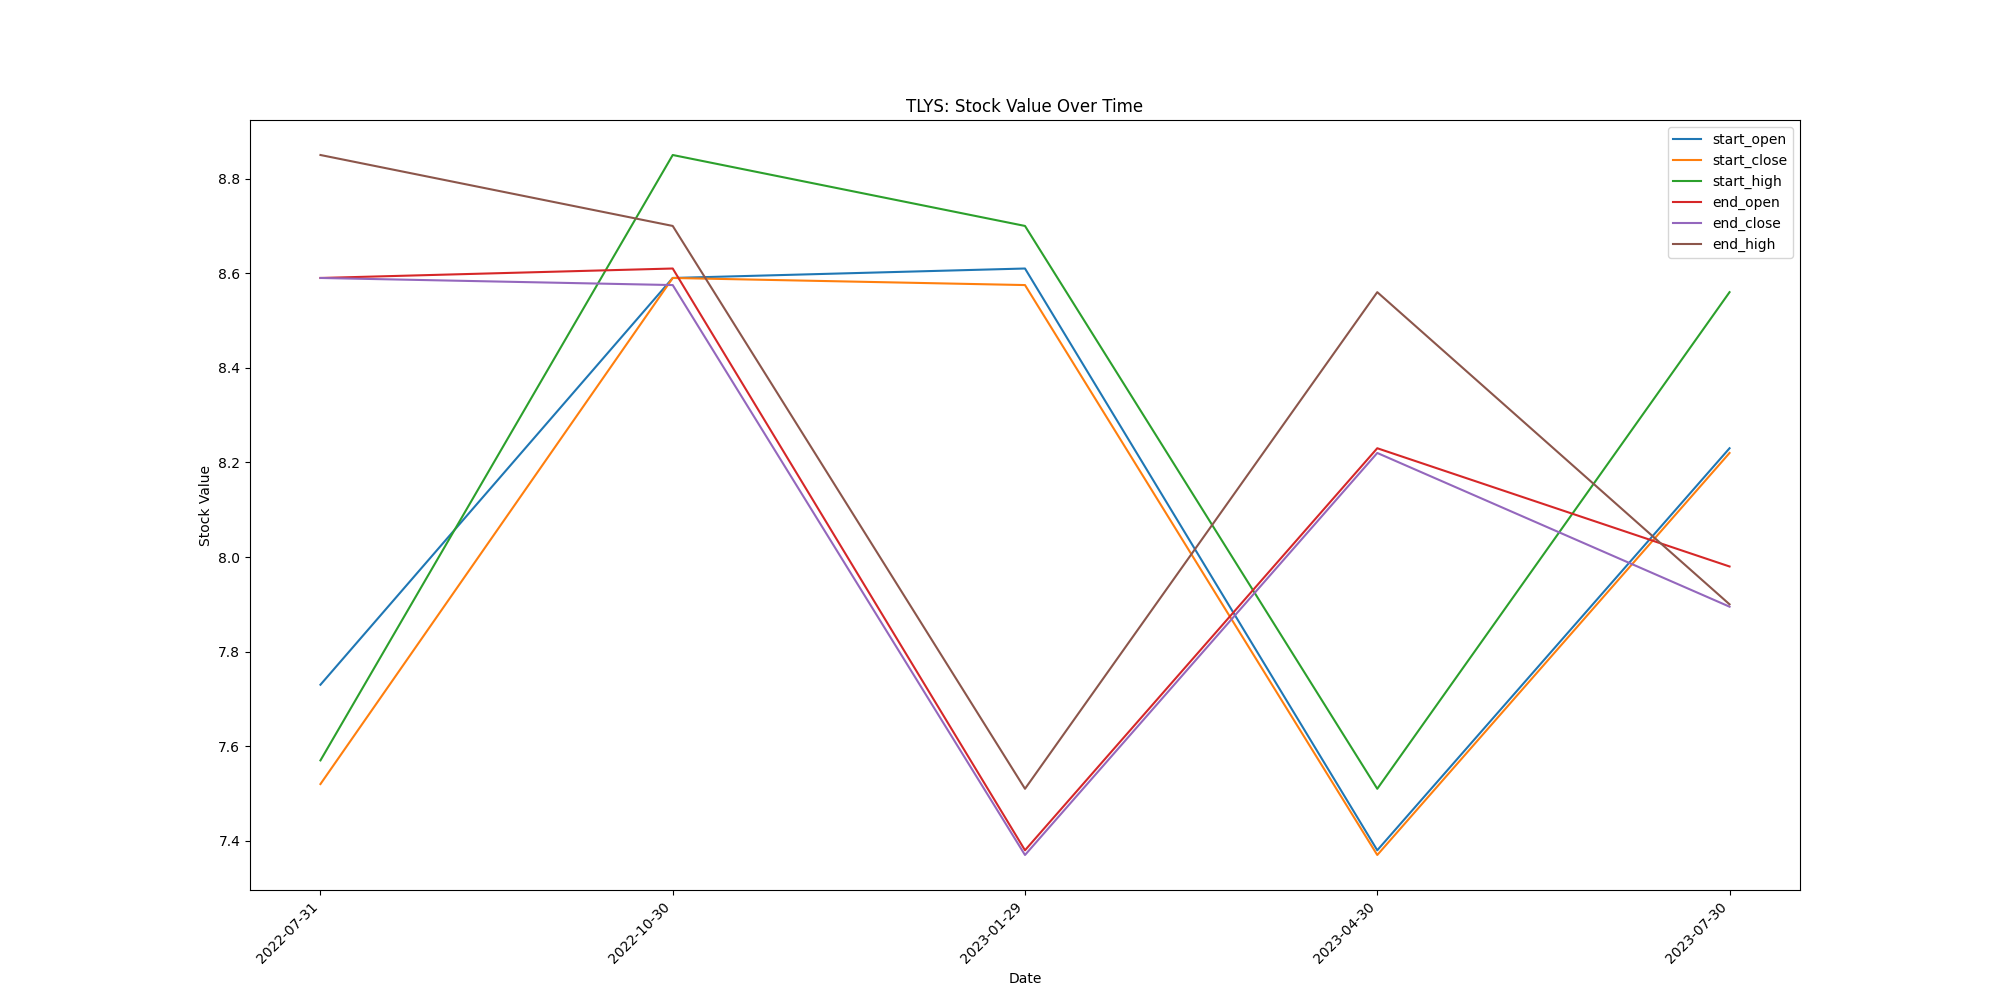 TLYS: Stock Value Over Time
start_open
start_close
start_high
end_open
end_close
end_high
Stock Value
8.8
8.6
8.4
8.2
8.0
7.8
7.6
7.4
2022-07-31
2022-10-30
2023-01-29
2023-04-30
2023-07-30
Date